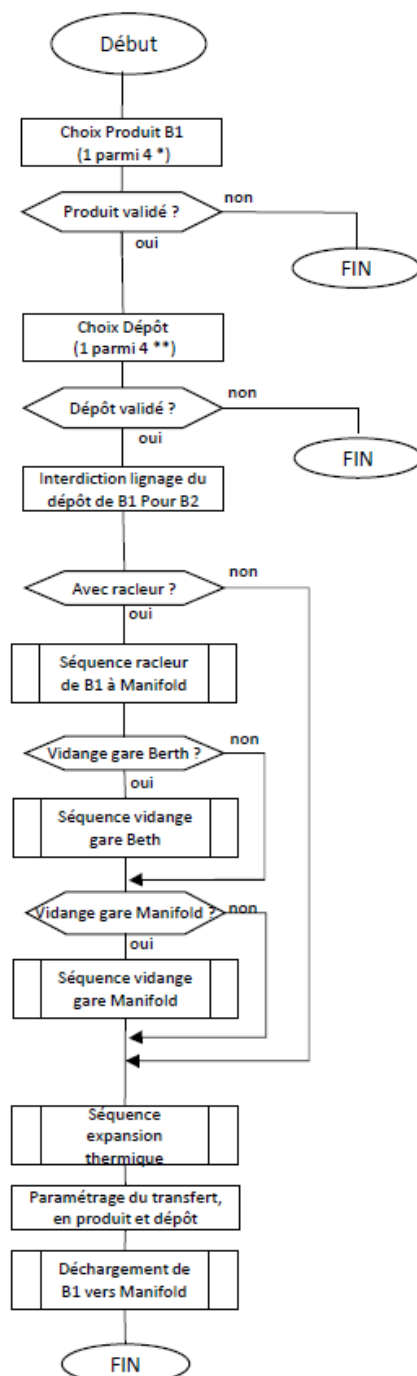 Début
Choix Produit B1
(1 parmi 4 *)
Produit validé ?
non
oui
FIN
Choix Dépôt
(1 parmi 4 **)
Dépôt validé ?
non
oui
FIN
Interdiction lignage du
dépôt de B1 Pour B2
Avec racleur ?
non
oui
Séquence racleur
de B1 à Manifold
Vidange gare Berth ?
non
oui
Séquence vidange
gare Beth
Vidange gare Manifold ?
non
oui
Séquence vidange
gare Manifold
Séquence
expansion
thermique
Paramétrage du transfert,
en produit et dépôt
Déchargement de
B1 vers Manifold
FIN